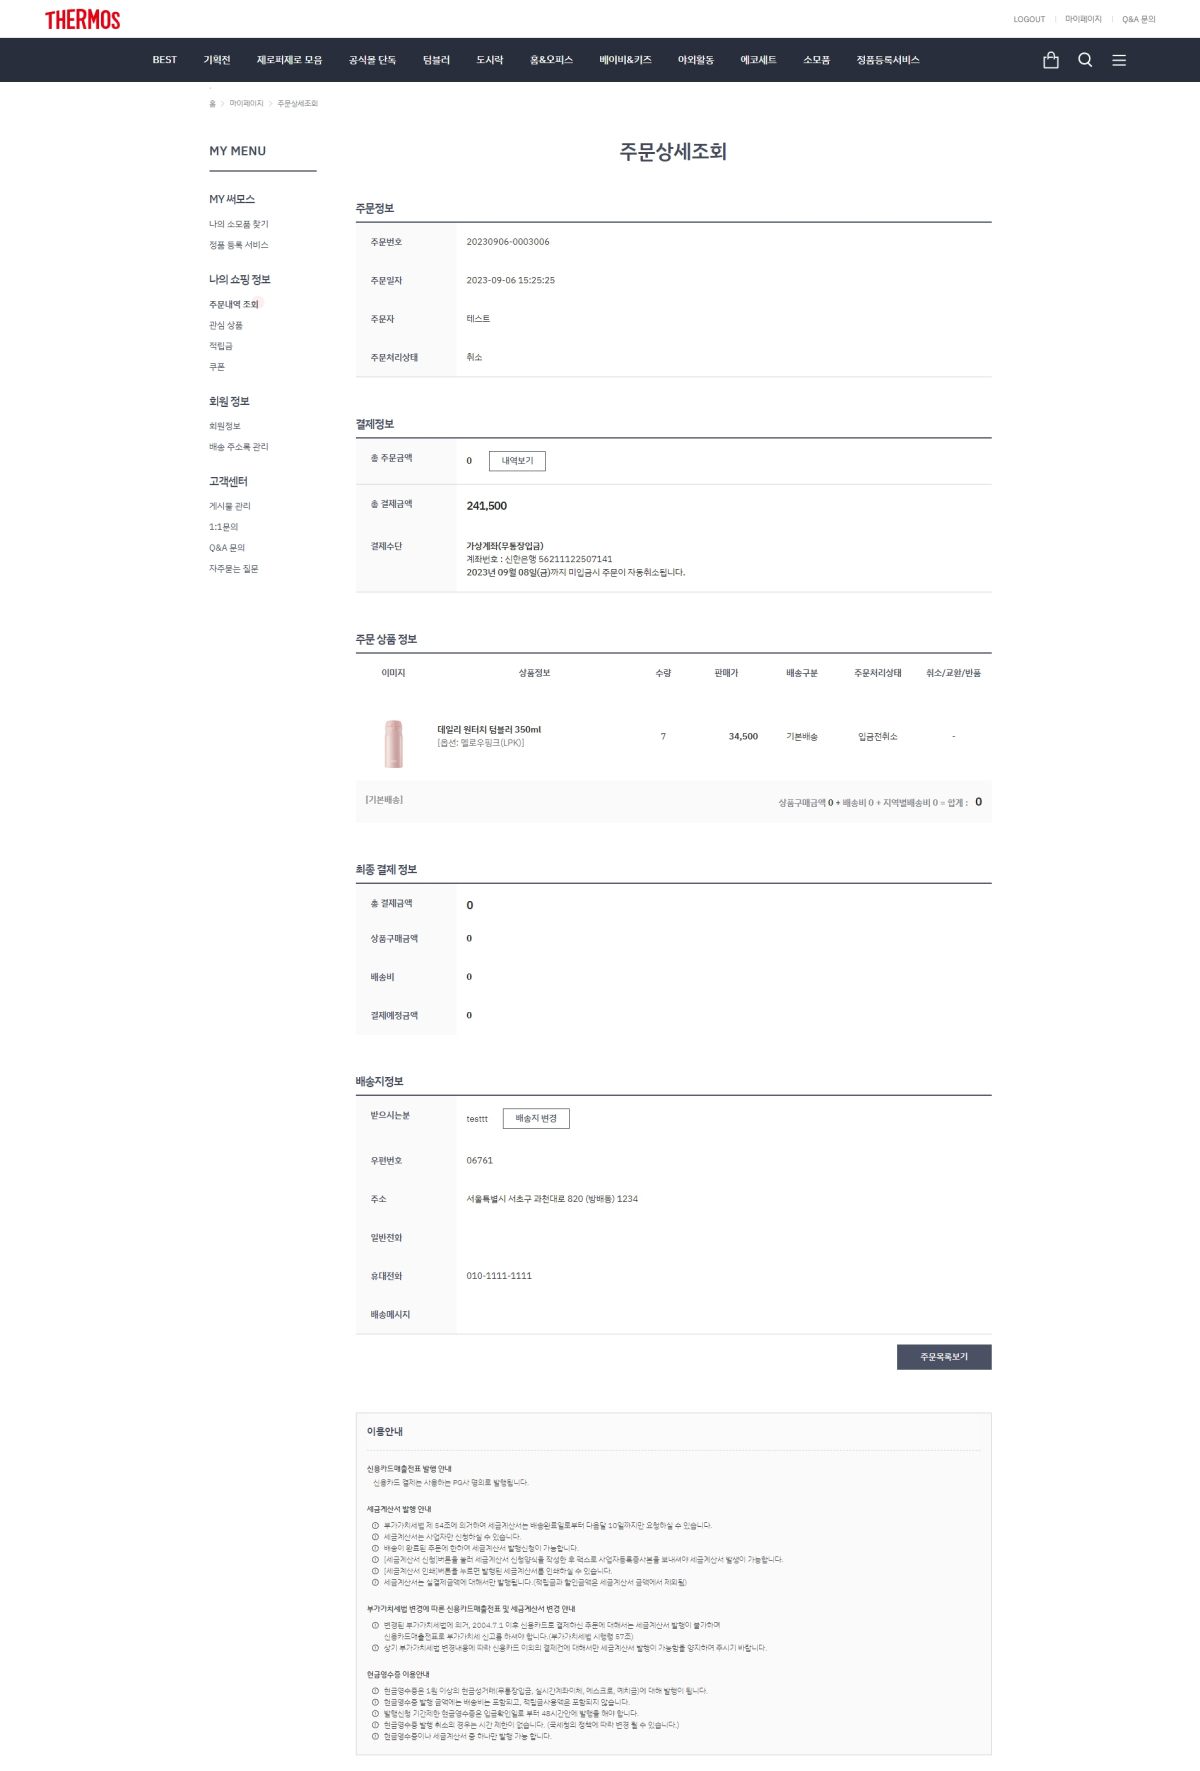 THERMOS
LOGOUT 마이페이지 Q&A 문의
BEST 기획전 제로퍼제로 모음 공식몰 단독 텀블러 도시락 홈&오피스 베이비&키즈 야외활동 에코세트 소모품 정품등록서비스
홈 > 마이페이지 > 주문상세조회
MY MENU
MY 써모스
나의 소모품 찾기
정품 등록 서비스
나의 쇼핑 정보
주문내역 조회
관심 상품
적립금
쿠폰
회원 정보
회원정보
배송 주소록 관리
고객센터
게시물 관리
1:1문의
Q&A 문의
자주묻는 질문
주문상세조회
주문정보
주문번호 20230906-0003006
주문일자 2023-09-06 15:25:25
주문자 테스트
주문처리상태 취소
결제정보
총 주문금액 0 내역보기
총 결제금액 241,500
결제수단 가상계좌(무통장입금)
계좌번호 : 신한은행 56211122507141
2023년 09월 08일(금)까지 미입금시 주문이 자동취소됩니다.
주문 상품 정보
이미지 상품정보 수량 판매가 배송구분 주문처리상태 취소/교환/반품
데일리 원터치 텀블러 350ml
[옵션: 멜로우핑크(LPK)]
7 34,500 기본배송 입금전취소 -
[기본배송] 상품구매금액 0 + 배송비 0 + 지역별배송비 0 = 합계 : 0
최종 결제 정보
총 결제금액 0
상품구매금액 0
배송비 0
결제예정금액 0
배송지정보
받으시는분 testtt 배송지 변경
우편번호 06761
주소 서울특별시 서초구 과천대로 820 (방배동) 1234
일반전화
휴대전화 010-1111-1111
배송메시지
주문목록보기
이용안내
신용카드매출전표 발행 안내
신용카드 결제는 사용하는 PG사 명의로 발행됩니다.
세금계산서 발행 안내
① 부가가치세법 제 54조에 의거하여 세금계산서는 배송완료일로부터 다음달 10일까지만 요청하실 수 있습니다.
② 세금계산서는 사업자만 신청하실 수 있습니다.
③ 배송이 완료된 주문에 한하여 세금계산서 발행신청이 가능합니다.
④ [세금계산서 신청]버튼을 눌러 세금계산서 신청양식을 작성한 후 팩스로 사업자등록증사본을 보내셔야 세금계산서 발생이 가능합니다.
⑤ [세금계산서 인쇄]버튼을 누르면 발행된 세금계산서를 인쇄하실 수 있습니다.
⑥ 세금계산서는 실결제금액에 대해서만 발행됩니다.(적립금과 할인금액은 세금계산서 금액에서 제외됨)
부가가치세법 변경에 따른 신용카드매출전표 및 세금계산서 변경 안내
① 변경된 부가가치세법에 의거, 2004.7.1 이후 신용카드로 결제하신 주문에 대해서는 세금계산서 발행이 불가하며
신용카드매출전표로 부가가치세 신고를 하셔야 합니다.(부가가치세법 시행령 57조)
② 상기 부가가치세법 변경내용에 따라 신용카드 이외의 결제건에 대해서만 세금계산서 발행이 가능함을 양지하여 주시기 바랍니다.
현금영수증 이용안내
① 현금영수증은 1원 이상의 현금성거래(무통장입금, 실시간계좌이체, 에스크로, 예치금)에 대해 발행이 됩니다.
② 현금영수증 발행 금액에는 배송비는 포함되고, 적립금사용액은 포함되지 않습니다.
③ 발행신청 기간제한 현금영수증은 입금확인일로 부터 48시간안에 발행을 해야 합니다.
④ 현금영수증 발행 취소의 경우는 시간 제한이 없습니다. (국세청의 정책에 따라 변경 될 수 있습니다.)
⑤ 현금영수증이나 세금계산서 중 하나만 발행 가능 합니다.